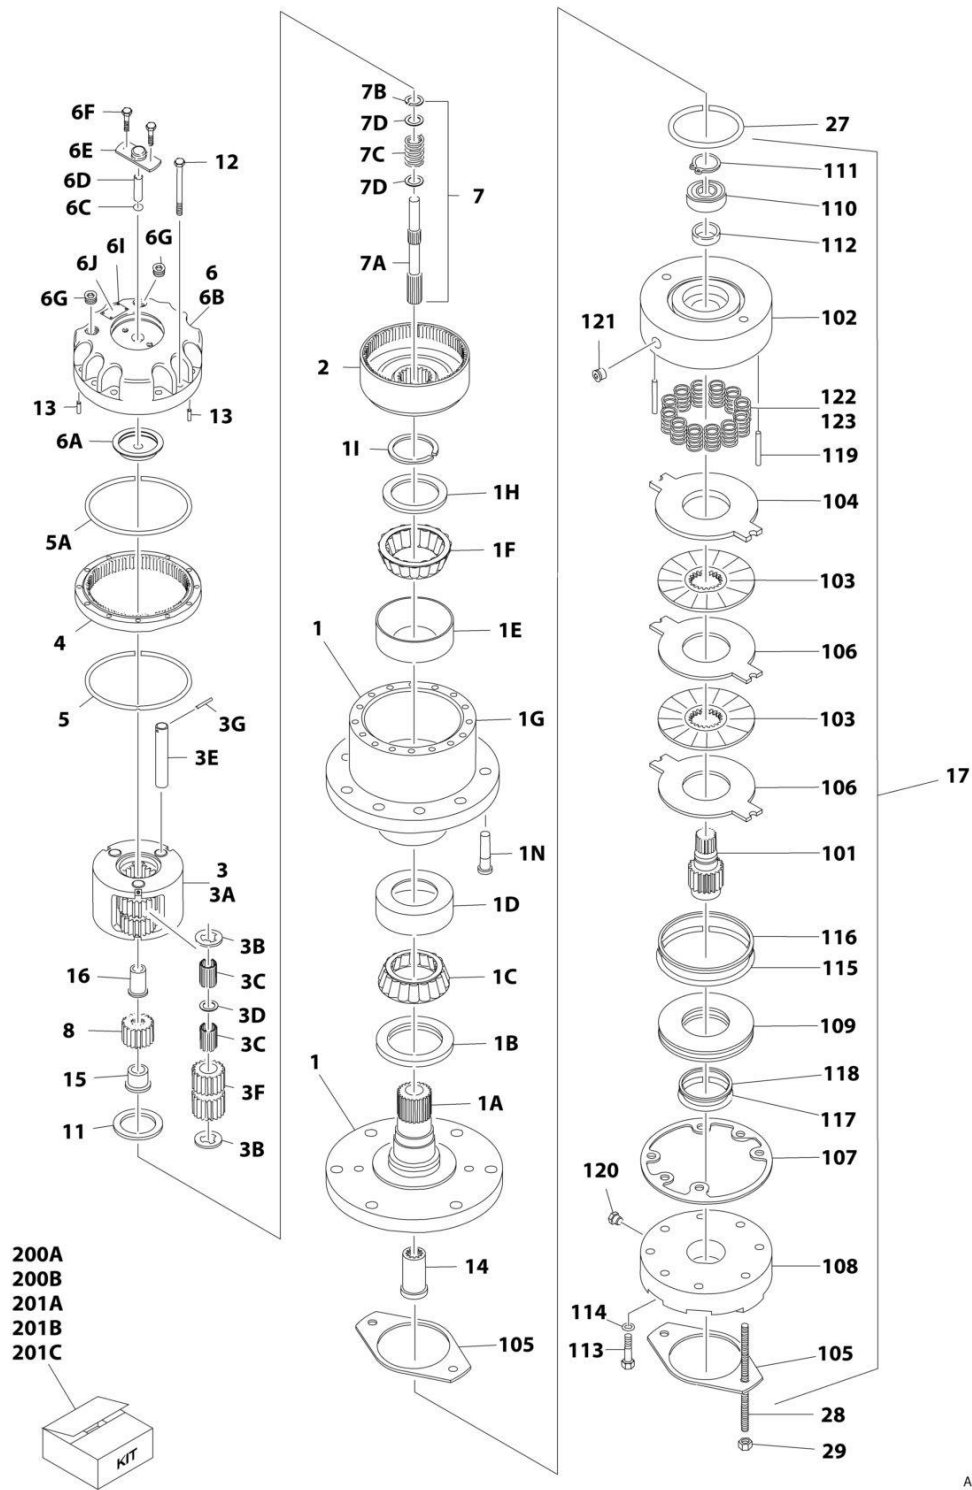 6F
6E
12
6D
6C
6G
6I
6J
6
6B
6G
13
13
6A
5A
4
5
3G
3E
3
3A
3B
16
3C
3D
8
3C
15
3F
11
3B
200A
200B
201A
201B
201C
KIT
7B
7D
7C
7D
7
7A
2
1I
1H
1F
1E
1
1G
1N
1D
1C
1B
1
1A
14
105
27
111
110
112
102
121
122
123
119
104
103
106
103
106
17
101
116
115
109
118
117
107
120
108
114
113
105
28
29
A